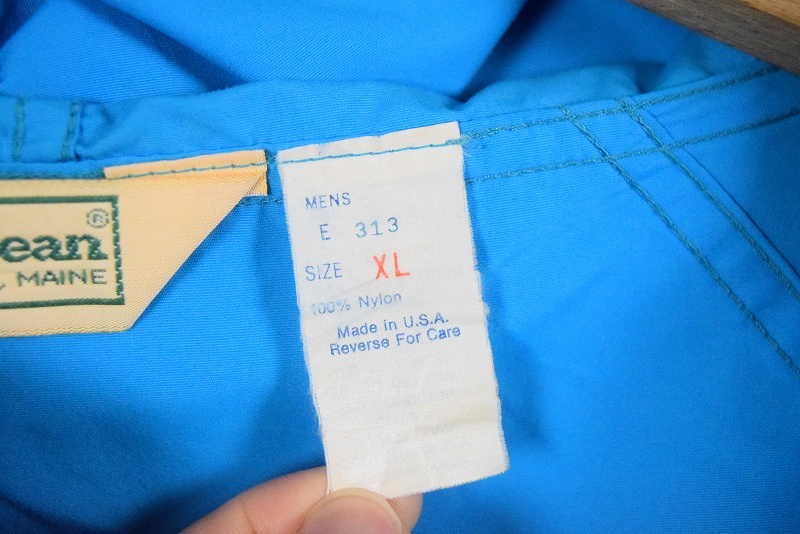 ean®
, MAINE
MENS
E 313
SIZE XL
100% Nylon
Made in U.S.A.
Reverse For Care